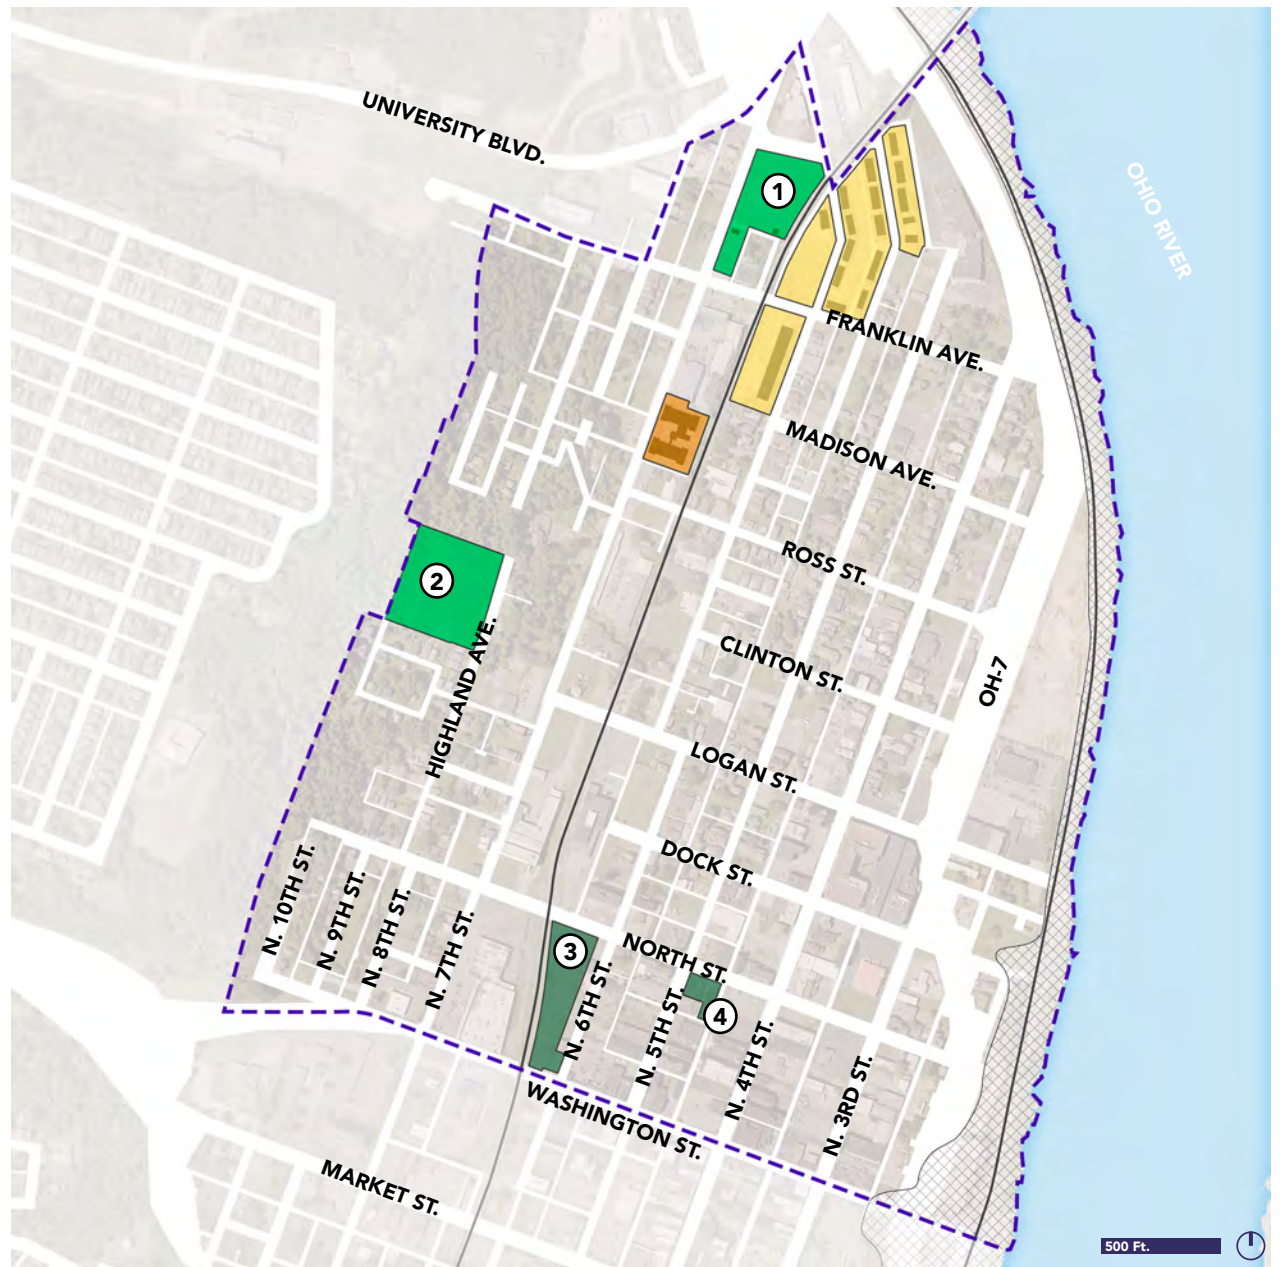 UNIVERSITY BLVD.
1
OHIO RIVER
FRANKLIN AVE.
MADISON AVE.
ROSS ST.
2
CLINTON ST.
HIGHLAND AVE.
OH-7
LOGAN ST.
DOCK ST.
N. 10TH ST.
N. 9TH ST.
N. 8TH ST.
N. 7TH ST.
3
NORTH ST.
N. 6TH ST.
4
N. 5TH ST.
N. 4TH ST.
N. 3RD ST.
WASHINGTON ST.
MARKET ST.
500 Ft.